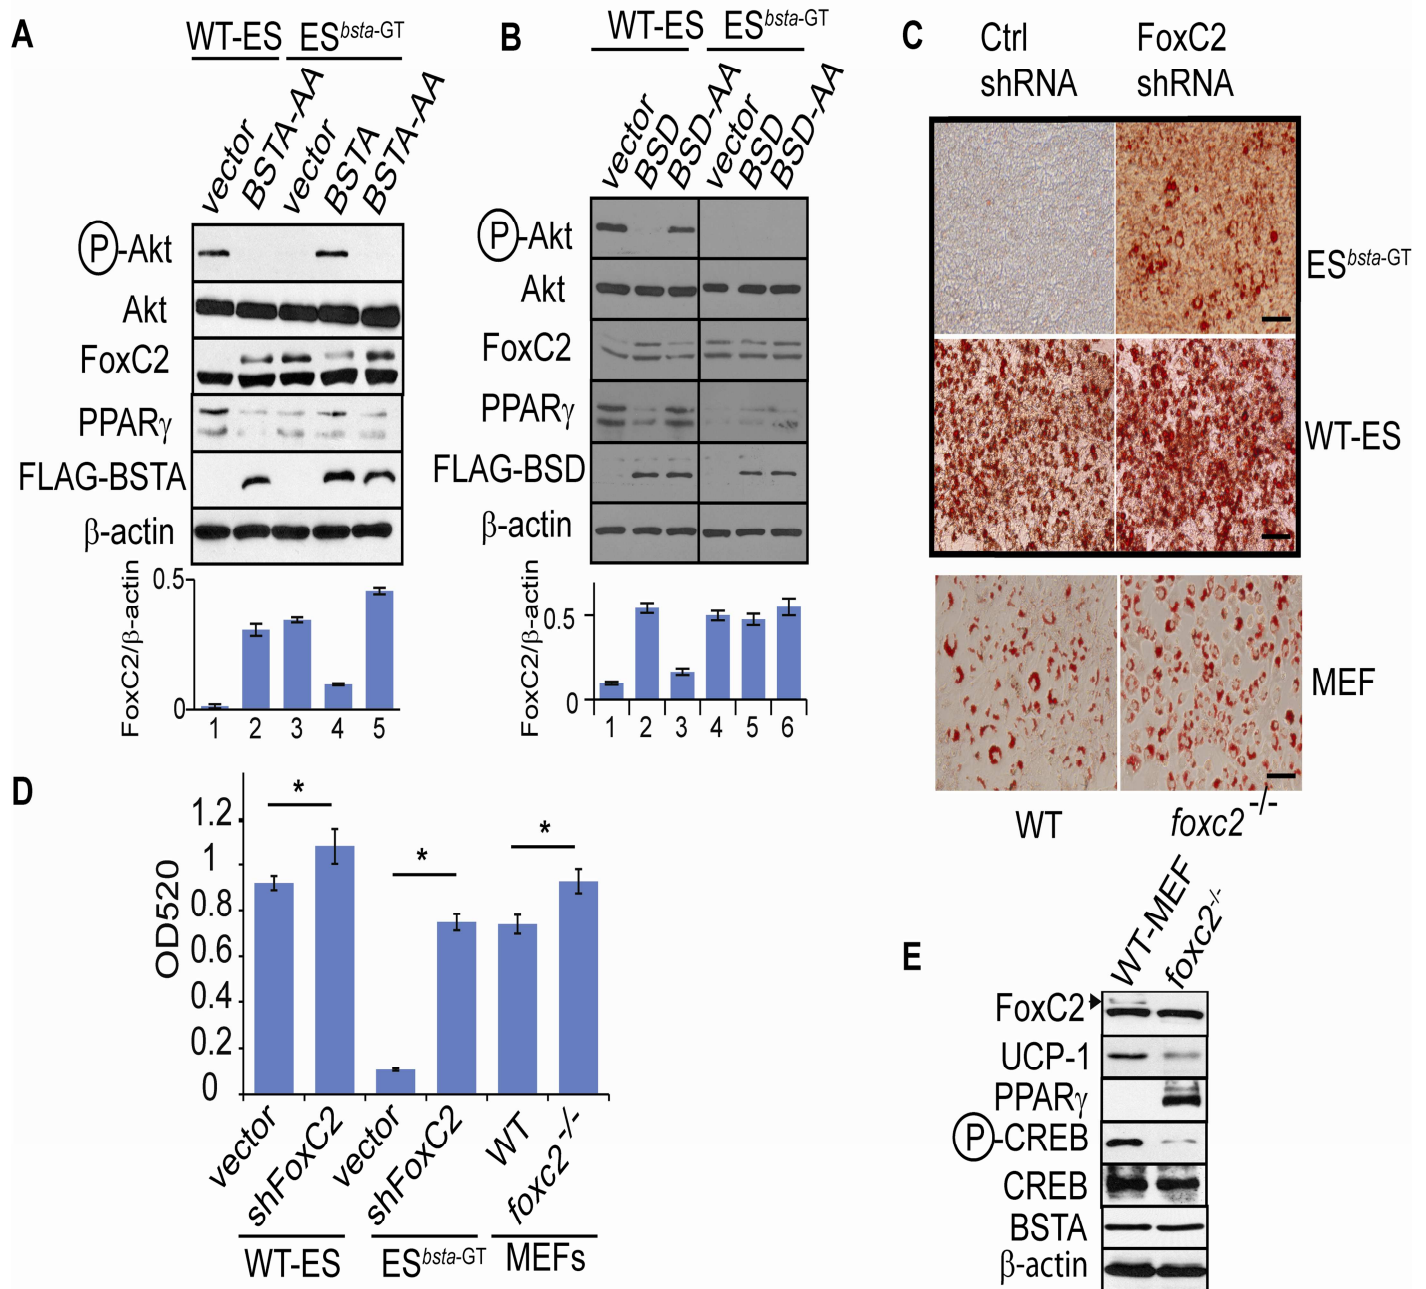 A
WT-ES ES bsta-GT
vector BSTA-AA vector BSTA BSTA-AA
P-Akt
Akt
FoxC2
PPARγ
FLAG-BSTA
β-actin
FoxC2/β-actin
0.5
0
1 2 3 4 5
B
WT-ES ES bsta-GT
vector BSD BSD-AA vector BSD BSD-AA
P-Akt
Akt
FoxC2
PPARγ
FLAG-BSD
β-actin
FoxC2/β-actin
0.5
0
1 2 3 4 5 6
C
Ctrl FoxC2
shRNA shRNA
ES bsta-GT
WT-ES
MEF
WT foxc2 -/-
D
OD520
1.2
1
0.8
0.6
0.4
0.2
0
* * *
vector shFoxC2 vector shFoxC2 WT foxc2 -/-
WT-ES ES bsta-GT MEFs
E
WT-MEF foxc2 -/-
FoxC2
UCP-1
PPARγ
P-CREB
CREB
BSTA
β-actin